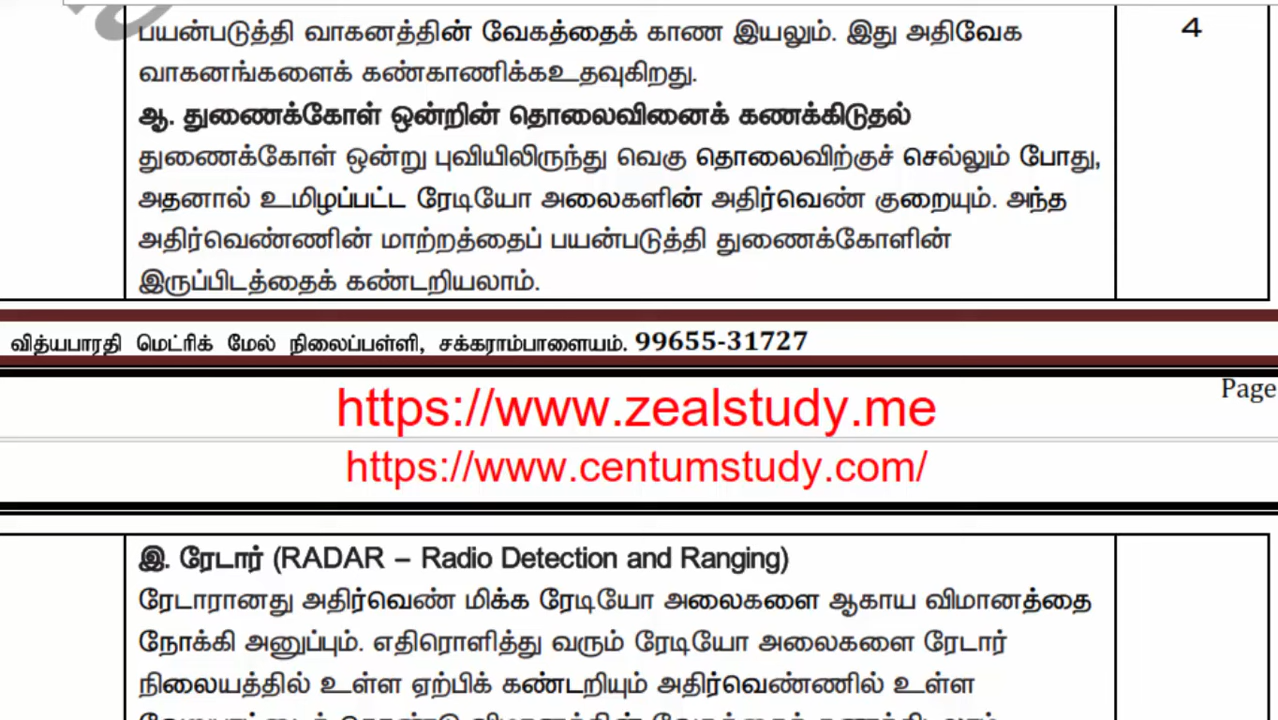 பயன்படுத்தி வாகனத்தின் வேகத்தைக் காண இயலும். இது அதிவேக
4
வாகனங்களைக் கண்காணிக்கஉதவுகிறது.
ஆ. துணைக்கோள் ஒன்றின் தொலைவினைக் கணக்கிடுதல்
துணைக்கோள் ஒன்று புவியிலிருந்து வெகு தொலைவிற்குச் செல்லும் போது,
அதனால் உமிழப்பட்ட ரேடியோ அலைகளின் அதிர்வெண் குறையும். அந்த
அதிர்வெண்ணின் மாற்றத்தைப் பயன்படுத்தி துணைக்கோளின்
இருப்பிடத்தைக் கண்டறியலாம்.
வித்யபாரதி மெட்ரிக் மேல் நிலைப்பள்ளி, சக்கராம்பாளையம். 99655-31727
Page
https://www.zealstudy.me
https://www.centumstudy.com/
இ. ரேடார் (RADAR – Radio Detection and Ranging)
ரேடாரானது அதிர்வெண் மிக்க ரேடியோ அலைகளை ஆகாய விமானத்தை
நோக்கி அனுப்பும். எதிரொளித்து வரும் ரேடியோ அலைகளை ரேடார்
நிலையத்தில் உள்ள ஏற்பிக் கண்டறியும் அதிர்வெண்ணில் உள்ள